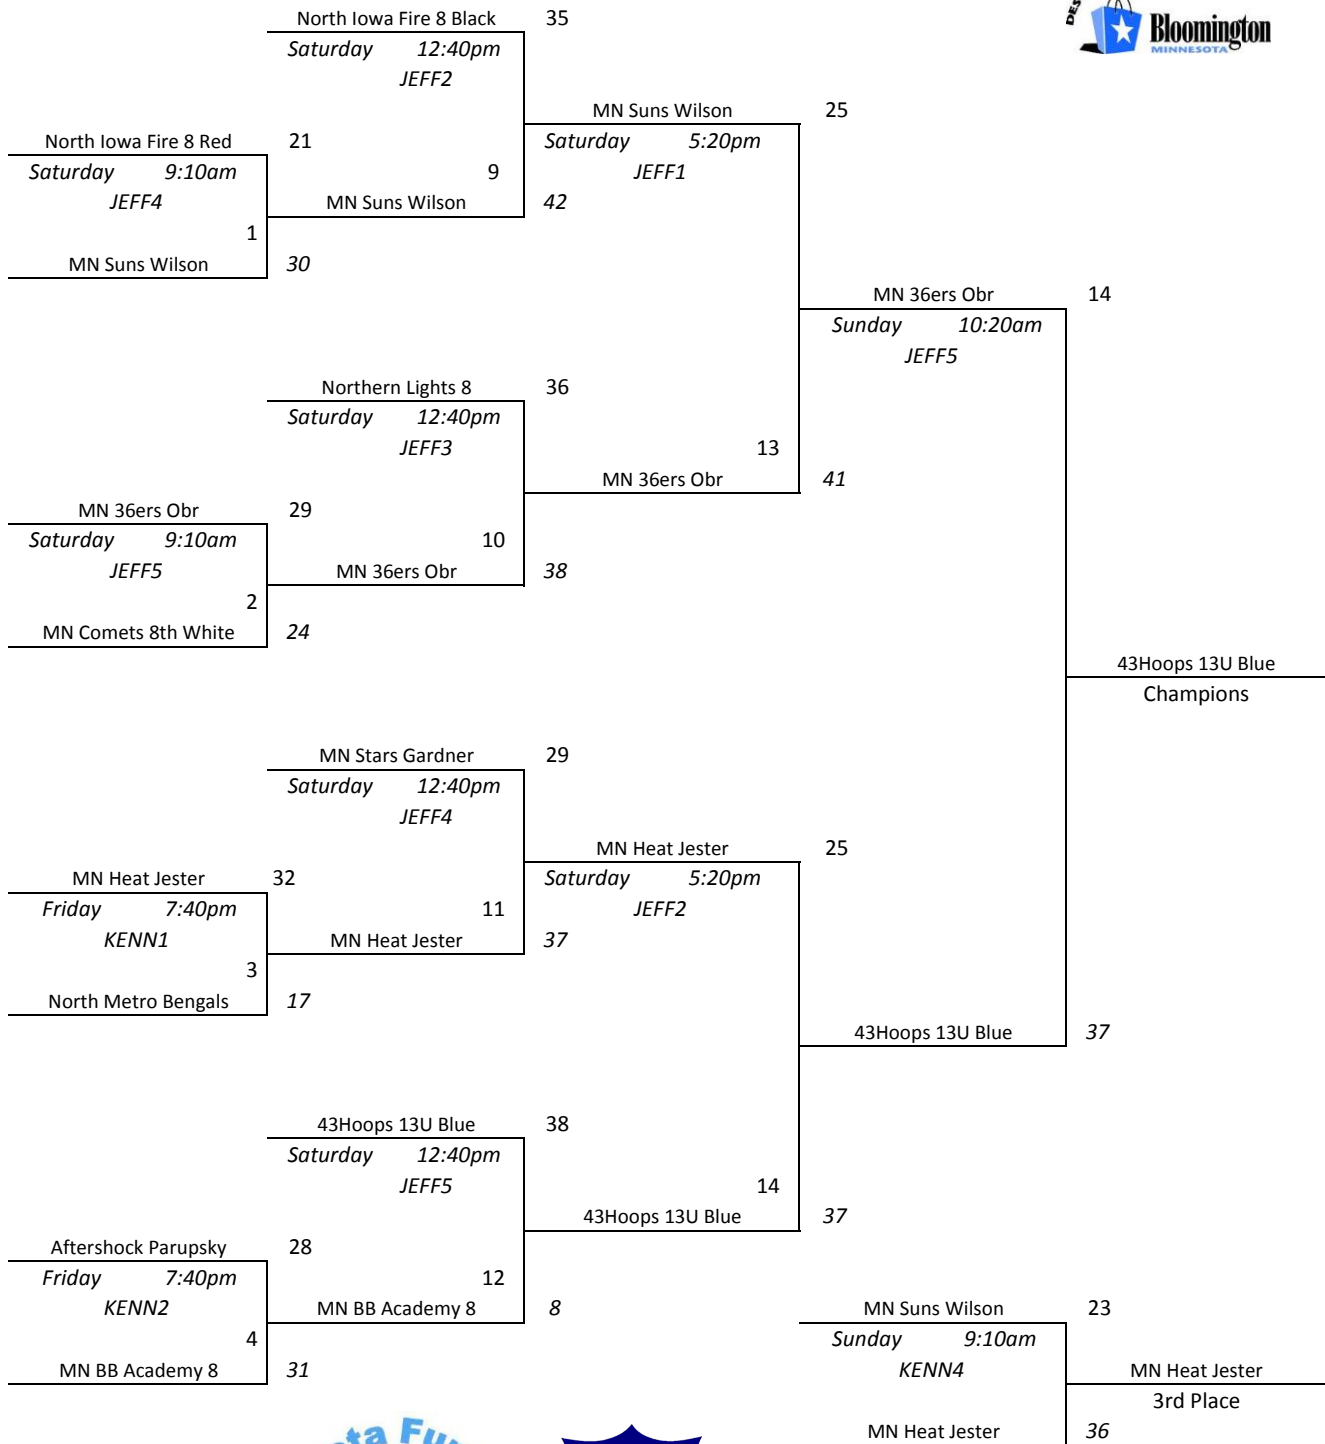 North Iowa Fire 8 Black 35
DES
Bloomington
MINNESOTA
Saturday 12:40pm
JEFF2
MN Suns Wilson 25
North Iowa Fire 8 Red 21
Saturday 5:20pm
Saturday 9:10am
9
JEFF1
JEFF4
MN Suns Wilson 42
1
MN Suns Wilson 30
MN 36ers Obr 14
Sunday 10:20am
JEFF5
Northern Lights 8 36
Saturday 12:40pm
JEFF3
13
MN 36ers Obr 41
MN 36ers Obr 29
Saturday 9:10am
10
JEFF5
MN 36ers Obr 38
2
MN Comets 8th White 24
43Hoops 13U Blue
Champions
MN Stars Gardner 29
Saturday 12:40pm
JEFF4
MN Heat Jester 25
MN Heat Jester 32
Saturday 5:20pm
Friday 7:40pm
11
JEFF2
KENN1
MN Heat Jester 37
3
North Metro Bengals 17
43Hoops 13U Blue 37
43Hoops 13U Blue 38
Saturday 12:40pm
JEFF5
14
43Hoops 13U Blue 37
Aftershock Parupsky 28
Friday 7:40pm
12
KENN2
MN BB Academy 8 8
MN Suns Wilson 23
4
Sunday 9:10am
MN BB Academy 8 31
KENN4
MN Heat Jester
3rd Place
MN Heat Jester 36